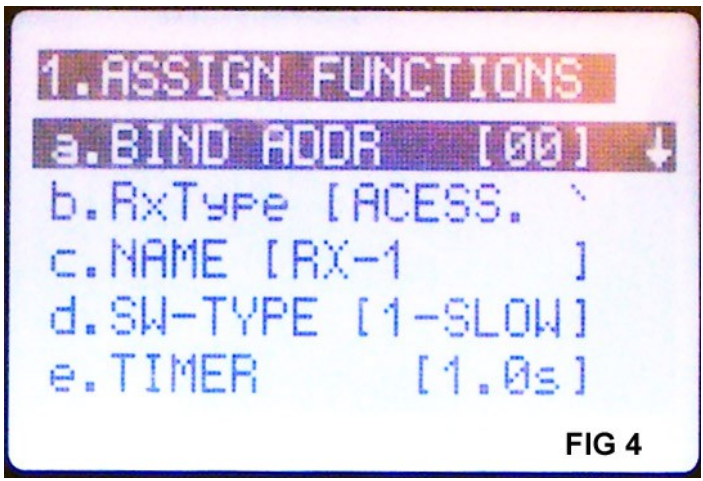 1.ASSIGN FUNCTIONS
a.BIND ADDR [00] ↓
b.RxType [ACESS. `
c.NAME [RX-1 ]
d.SW-TYPE [1-SLOW]
e.TIMER [1.0s]
FIG 4